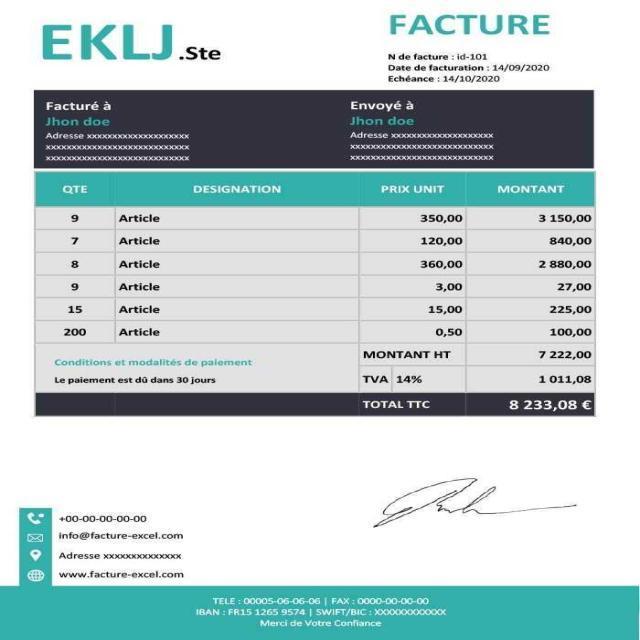 EKLJ.Ste
FACTURE
N de facture : id-101
Date de facturation : 14/09/2020
Echéance : 14/10/2020
Facturé à
Jhon doe
Adresse xxxxxxxxxxxxxxxxxxxx
xxxxxxxxxxxxxxxxxxxxxxxxxxxx
xxxxxxxxxxxxxxxxxxxxxxxxxxxx
Envoyé à
Jhon doe
Adresse xxxxxxxxxxxxxxxxxxxx
xxxxxxxxxxxxxxxxxxxxxxxxxxxx
xxxxxxxxxxxxxxxxxxxxxxxxxxxx
QTE DESIGNATION PRIX UNIT MONTANT
9 Article 350,00 3 150,00
7 Article 120,00 840,00
8 Article 360,00 2 880,00
9 Article 3,00 27,00
15 Article 15,00 225,00
200 Article 0,50 100,00
MONTANT HT 7 222,00
Conditions et modalités de paiement
Le paiement est dû dans 30 jours
TVA 14% 1 011,08
TOTAL TTC 8 233,08 €
+00-00-00-00-00
info@facture-excel.com
Adresse xxxxxxxxxxxxxx
www.facture-excel.com
TELE : 00005-06-06-06 | FAX : 0000-00-00-00
IBAN : FR15 1265 9574 | SWIFT/BIC : XXXXXXXXXXXX
Merci de Votre Confiance